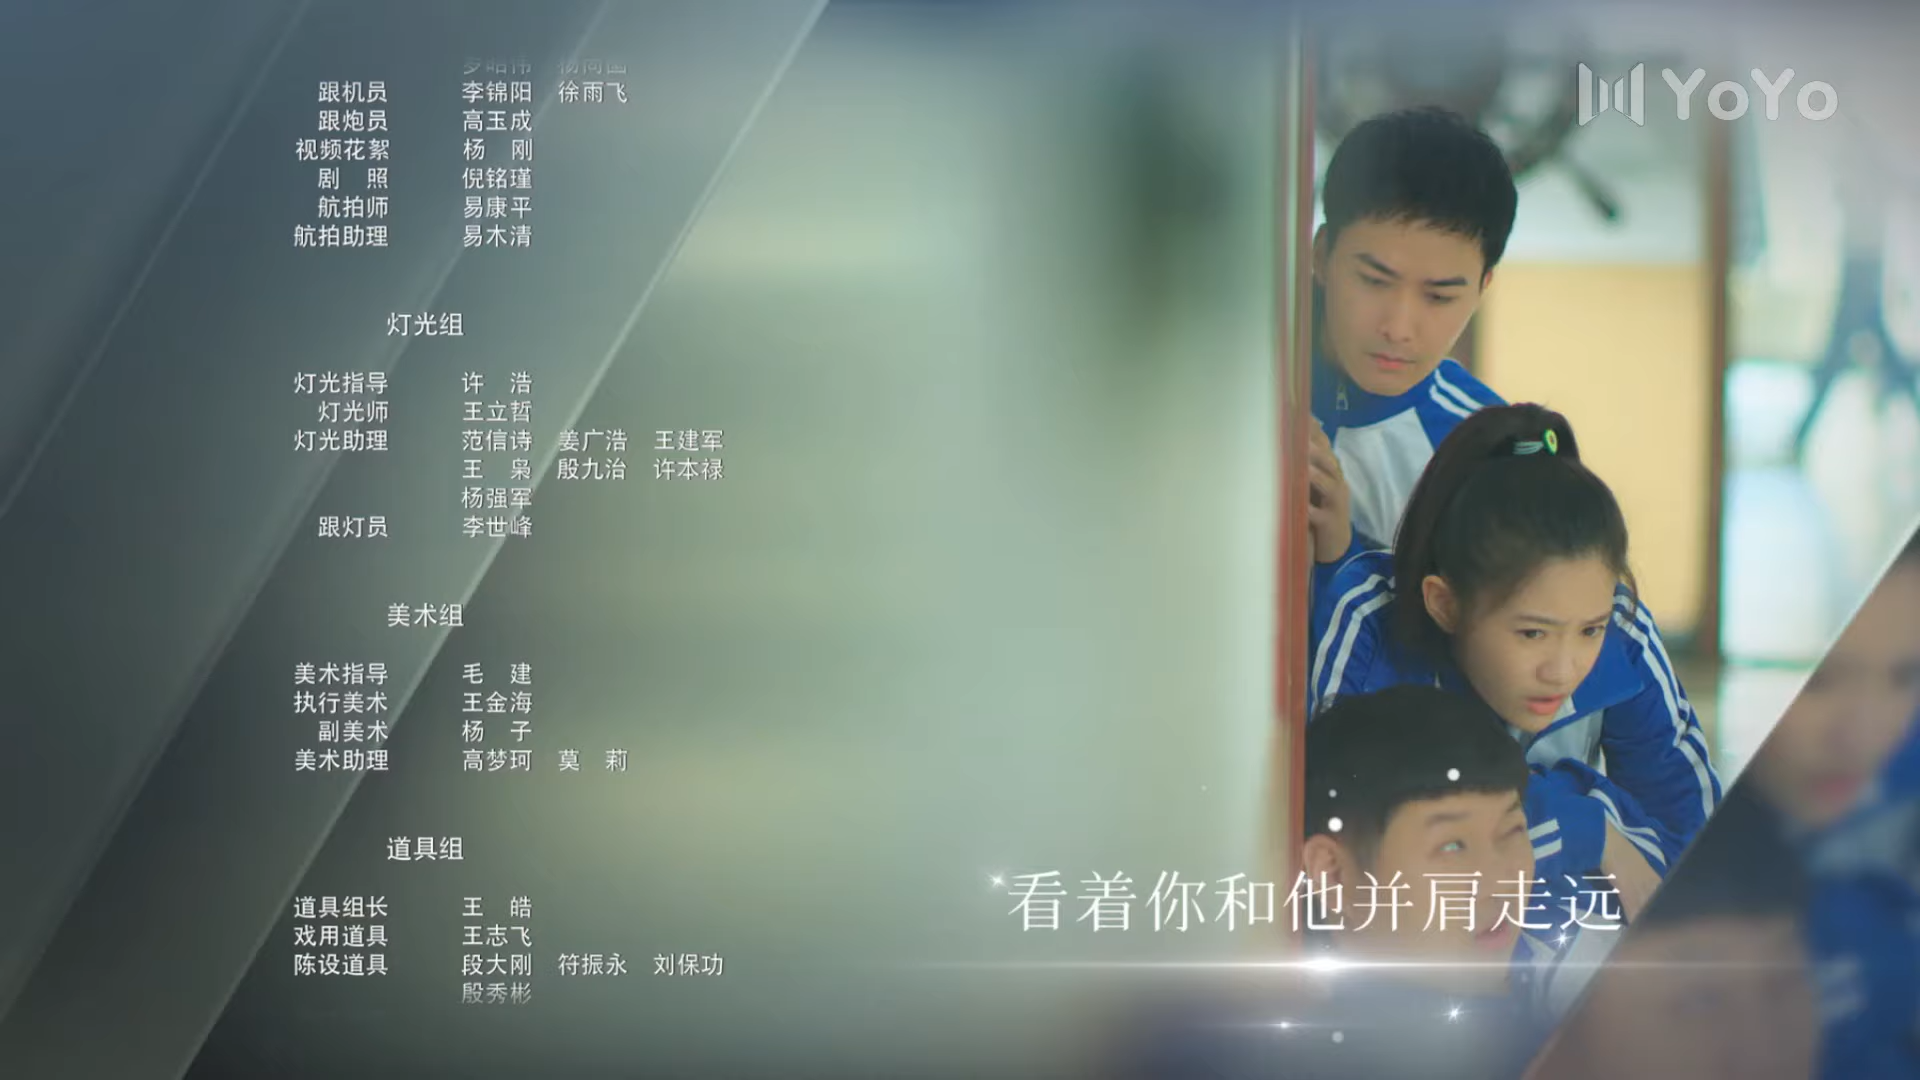 YoYo
跟机员 李锦阳 徐雨飞
跟炮员 高玉成
视频花絮 杨 刚
剧 照 倪铭瑾
航拍师 易康平
航拍助理 易木清
灯光组
灯光指导 许 浩
灯光师 王立哲
灯光助理 范信诗 姜广浩 王建军
王 枭 殷九治 许本禄
杨强军
跟灯员 李世峰
美术组
美术指导 毛 建
执行美术 王金海
副美术 杨 子
美术助理 高梦珂 莫 莉
道具组
道具组长 王 皓
戏用道具 王志飞
陈设道具 段大刚 符振永 刘保功
殷秀彬
看着你和他并肩走远